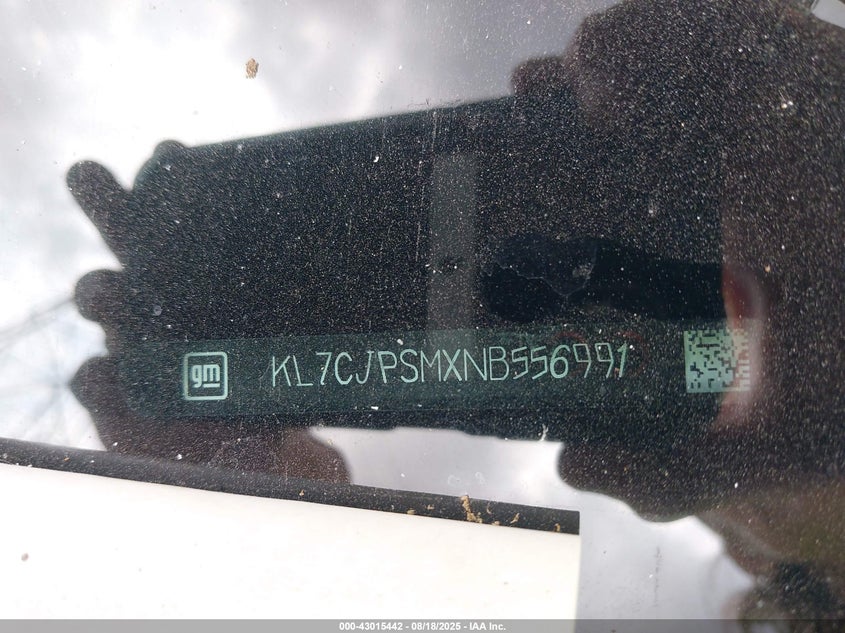 gm KL7CJPSMXNB556991
000-43015442 - 08/18/2025 - IAA Inc.